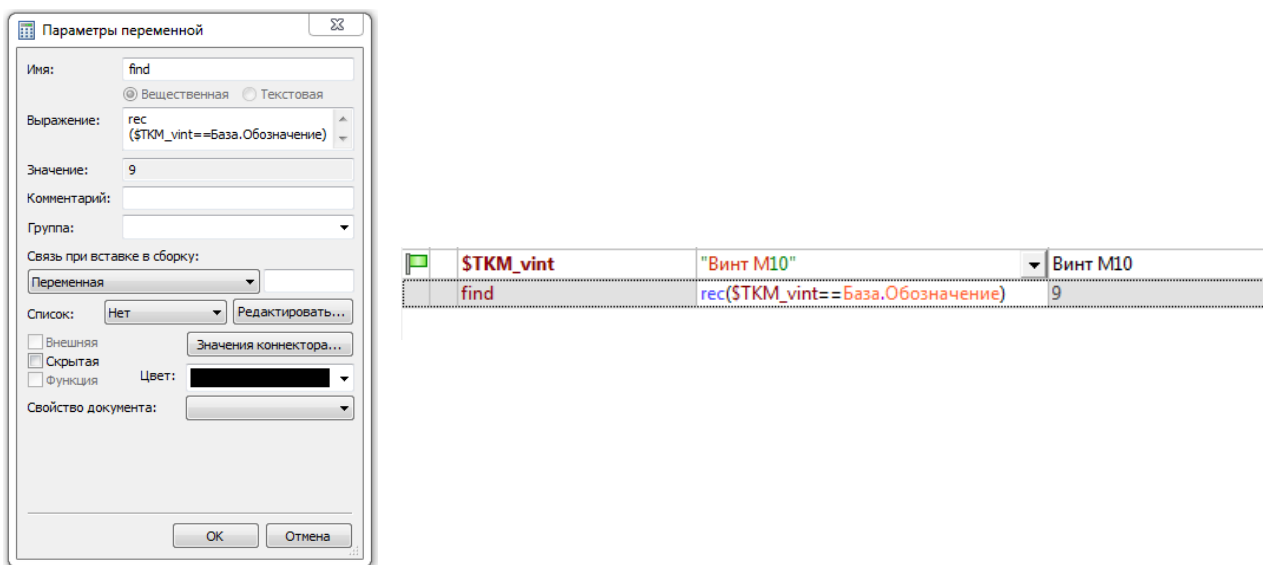 Параметры переменной
Имя: find
Вещественная Текстовая
Выражение: rec
($TKM_vint==База.Обозначение)
Значение: 9
Комментарий:
Группа:
Связь при вставке в сборку:
Переменная
Список: Нет Редактировать...
Внешняя Значения коннектора...
Скрытая
Функция Цвет:
Свойство документа:
OK Отмена
$TKM_vint "Винт М10" Винт М10
find rec($TKM_vint==База.Обозначение) 9